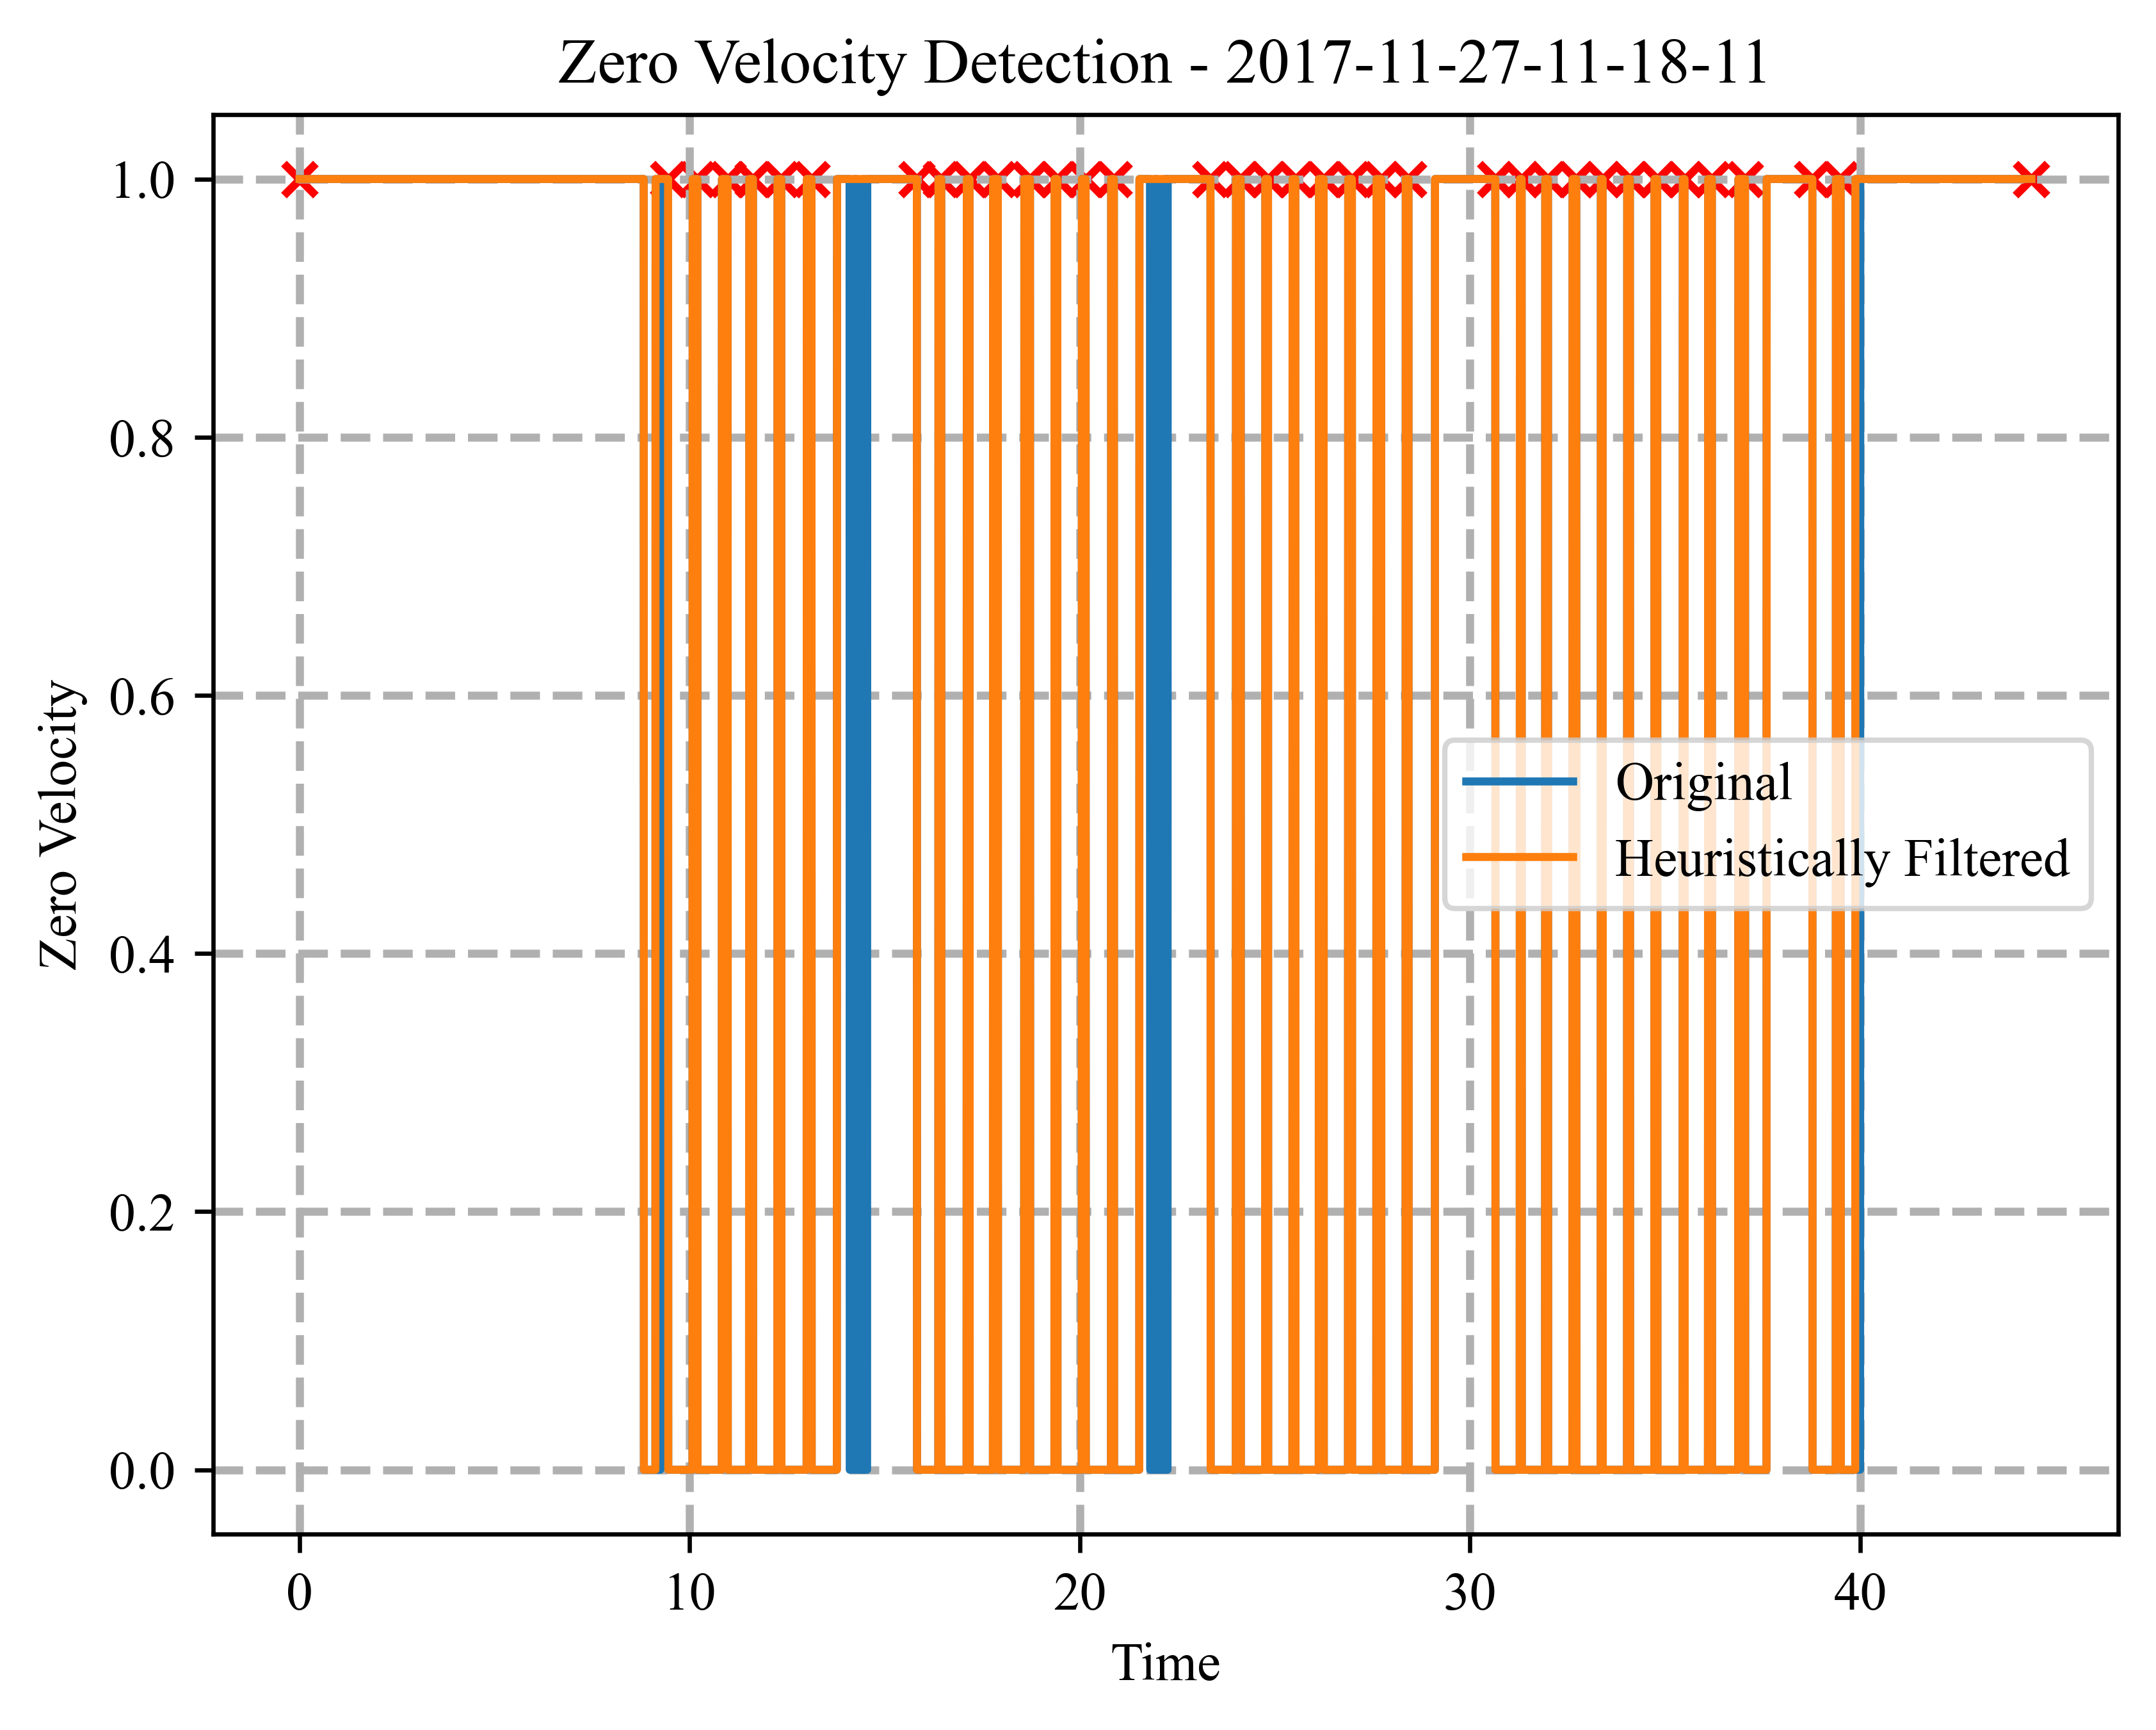 Zero Velocity Detection - 2017-11-27-11-18-11
1.0
0.8
0.6
0.4
0.2
0.0
Zero Velocity
Original
Heuristically Filtered
0 10 20 30 40
Time